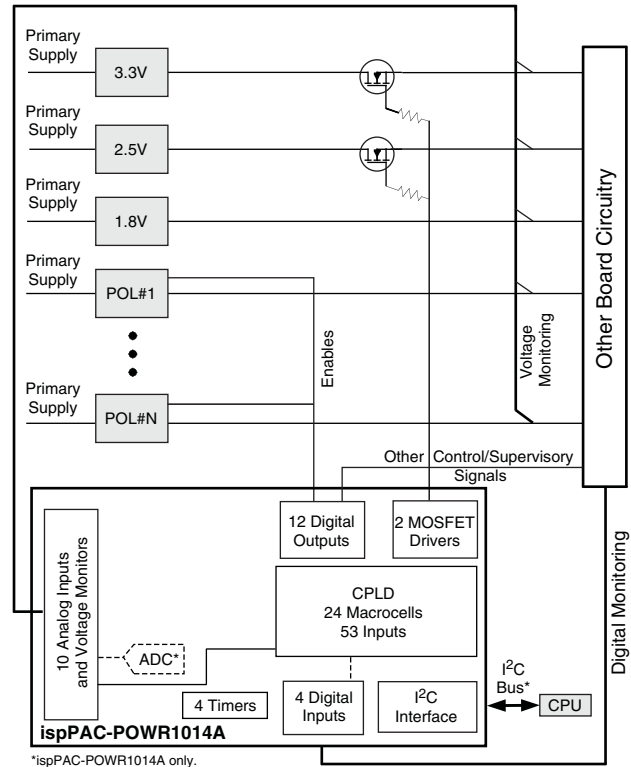 Primary
Supply
3.3V
Primary
Supply
2.5V
Primary
Supply
1.8V
Primary
Supply
POL#1
Primary
Supply
POL#N
Enables
Voltage
Monitoring
Other Board Circuitry
Other Control/Supervisory
Signals
12 Digital
Outputs
2 MOSFET
Drivers
10 Analog Inputs
and Voltage Monitors
CPLD
24 Macrocells
53 Inputs
ADC*
4 Timers
4 Digital
Inputs
I²C
Interface
I²C
Bus*
CPU
Digital Monitoring
ispPAC-POWR1014A
*ispPAC-POWR1014A only.